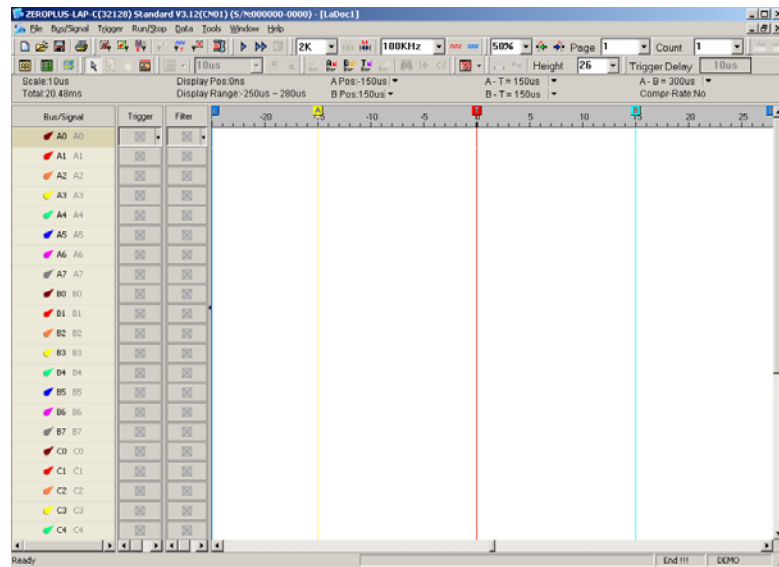 ZEROPLUS-LAP-C(32128) Standard V3.12(CN01) (S/N:000000-0000) - [LaDoc1]
File Bus/Signal Trigger Run/Stop Data Tools Window Help
2K 100KHz 50% Page 1 Count 1
10us Height 26 Trigger Delay 10us
Scale:10us Display Pos:0ns A Pos:-150us A - T = 150us A - B = 300us
Total:20.48ms Display Range:-250us ~ 280us B Pos:150us B - T = 150us Compr-Rate:No
Bus/Signal Trigger Filter -20 A -10 -5 T 5 10 B 20 25
A0 A0
A1 A1
A2 A2
A3 A3
A4 A4
A5 A5
A6 A6
A7 A7
B0 B0
B1 B1
B2 B2
B3 B3
B4 B4
B5 B5
B6 B6
B7 B7
C0 C0
C1 C1
C2 C2
C3 C3
C4 C4
Ready End !!! DEMO